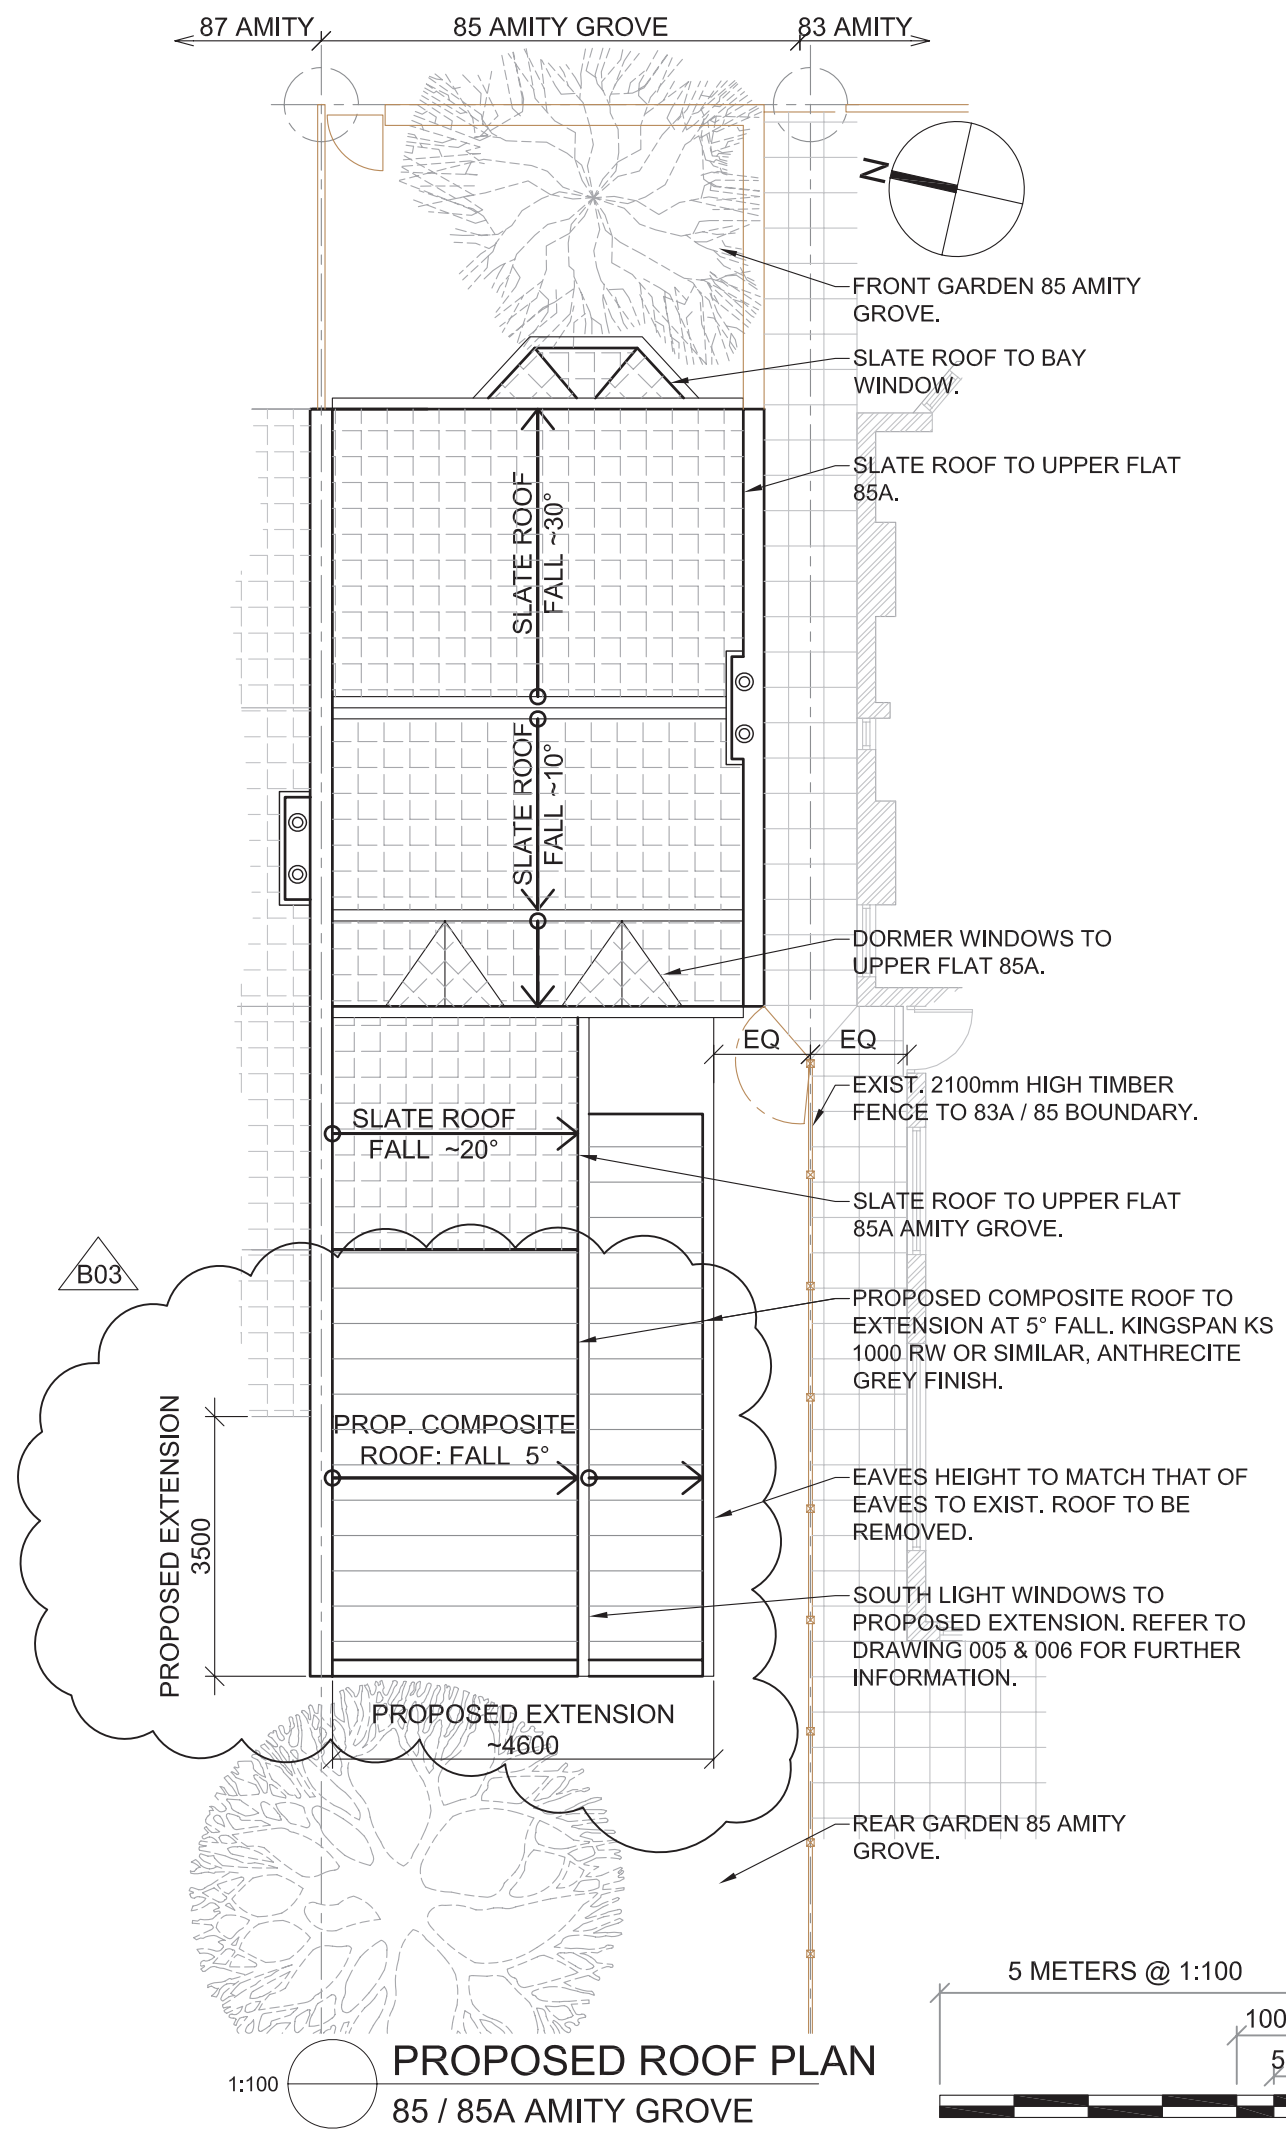 87 AMITY
85 AMITY GROVE
83 AMITY
N
FRONT GARDEN 85 AMITY
GROVE.
SLATE ROOF TO BAY
WINDOW.
SLATE ROOF TO UPPER FLAT
85A.
SLATE ROOF
FALL ~30°
SLATE ROOF
FALL ~10°
DORMER WINDOWS TO
UPPER FLAT 85A.
EQ
EQ
EXIST. 2100mm HIGH TIMBER
FENCE TO 83A / 85 BOUNDARY.
SLATE ROOF
FALL ~20°
SLATE ROOF TO UPPER FLAT
85A AMITY GROVE.
B03
PROPOSED COMPOSITE ROOF TO
EXTENSION AT 5° FALL. KINGSPAN KS
1000 RW OR SIMILAR, ANTHRECITE
GREY FINISH.
PROP. COMPOSITE
ROOF: FALL 5°
PROPOSED EXTENSION
3500
EAVES HEIGHT TO MATCH THAT OF
EAVES TO EXIST. ROOF TO BE
REMOVED.
SOUTH LIGHT WINDOWS TO
PROPOSED EXTENSION. REFER TO
DRAWING 005 & 006 FOR FURTHER
INFORMATION.
PROPOSED EXTENSION
~4600
REAR GARDEN 85 AMITY
GROVE.
5 METERS @ 1:100
100
5
1:100
PROPOSED ROOF PLAN
85 / 85A AMITY GROVE